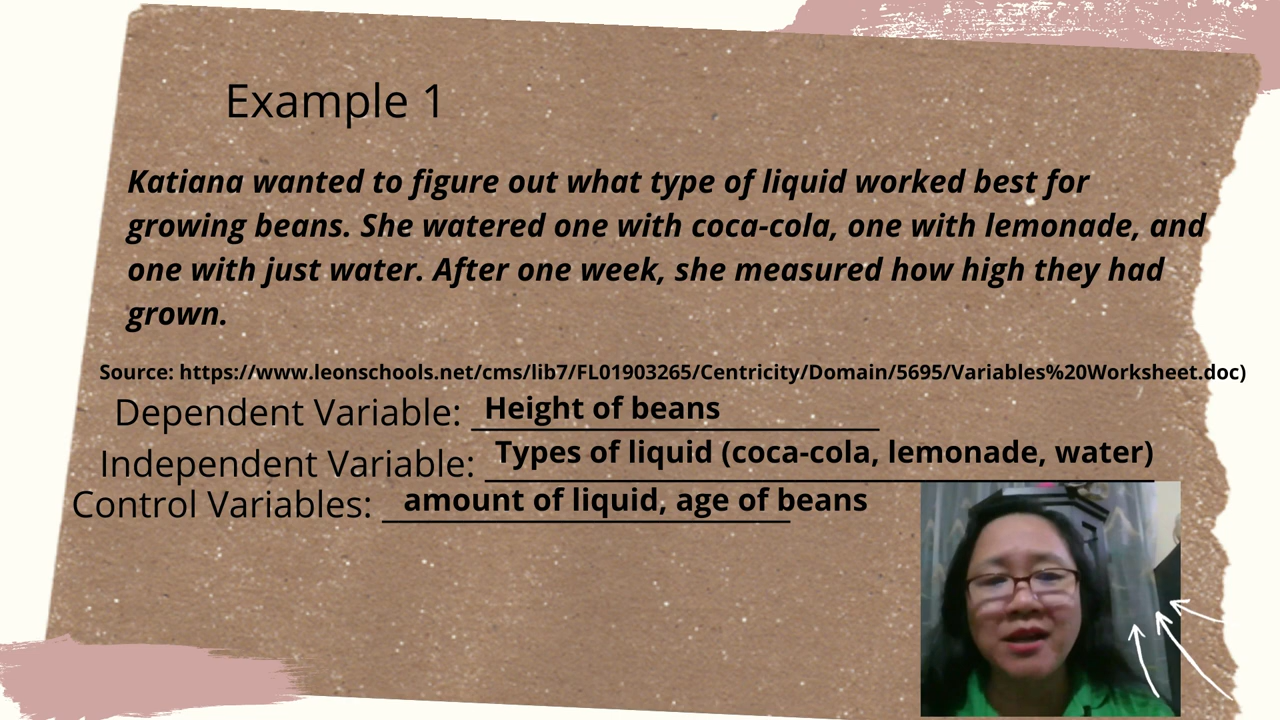 Example 1
Katiana wanted to figure out what type of liquid worked best for
growing beans. She watered one with coca-cola, one with lemonade, and
one with just water. After one week, she measured how high they had
grown.
Source: https://www.leonschools.net/cms/lib7/FL01903265/Centricity/Domain/5695/Variables%20Worksheet.doc)
Dependent Variable: Height of beans
Independent Variable: Types of liquid (coca-cola, lemonade, water)
Control Variables: amount of liquid, age of beans